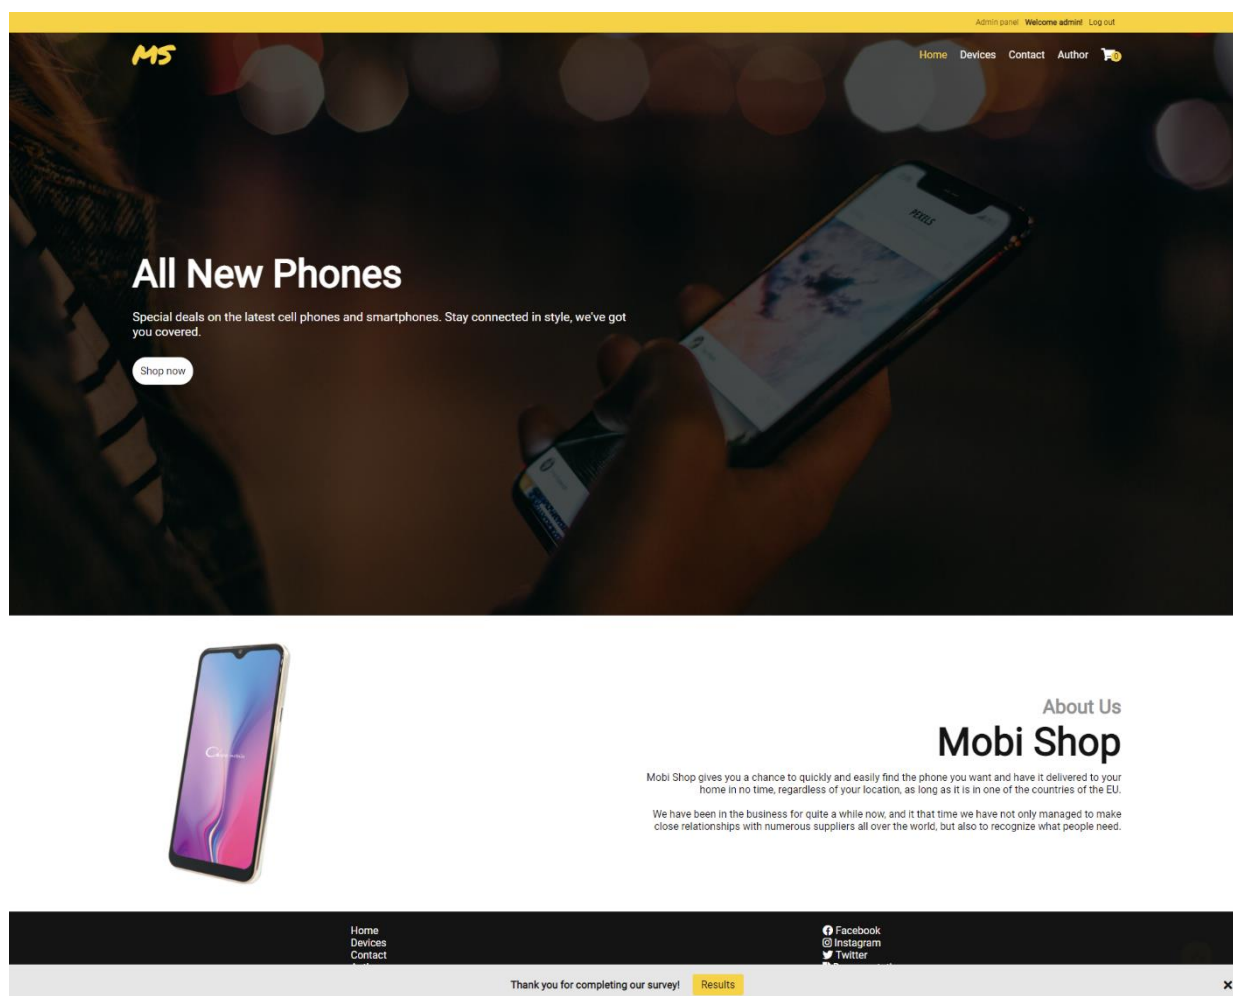 Admin panel Welcome admin! Log out
MS
Home Devices Contact Author 0
PEXELS
All New Phones
Special deals on the latest cell phones and smartphones. Stay connected in style, we've got
you covered.
Shop now
About Us
Mobi Shop
Mobi Shop gives you a chance to quickly and easily find the phone you want and have it delivered to your
home in no time, regardless of your location, as long as it is in one of the countries of the EU.
We have been in the business for quite a while now, and it that time we have not only managed to make
close relationships with numerous suppliers all over the world, but also to recognize what people need.
Home
Devices
Contact
Facebook
Instagram
Twitter
Thank you for completing our survey! Results